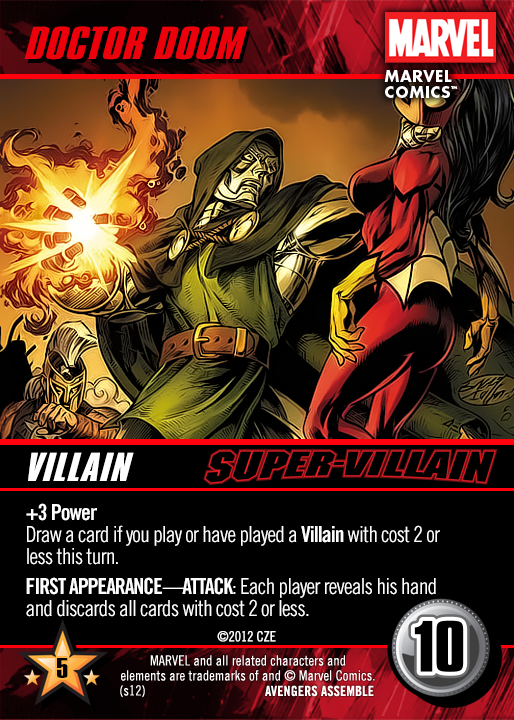 DOCTOR DOOM
MARVEL
MARVEL
COMICS™
VILLAIN
SUPER-VILLAIN
+3 Power
Draw a card if you play or have played a Villain with cost 2 or
less this turn.
FIRST APPEARANCE—ATTACK: Each player reveals his hand
and discards all cards with cost 2 or less.
©2012 CZE
5
MARVEL and all related characters and
elements are trademarks of and © Marvel Comics.
(s12)
AVENGERS ASSEMBLE
10